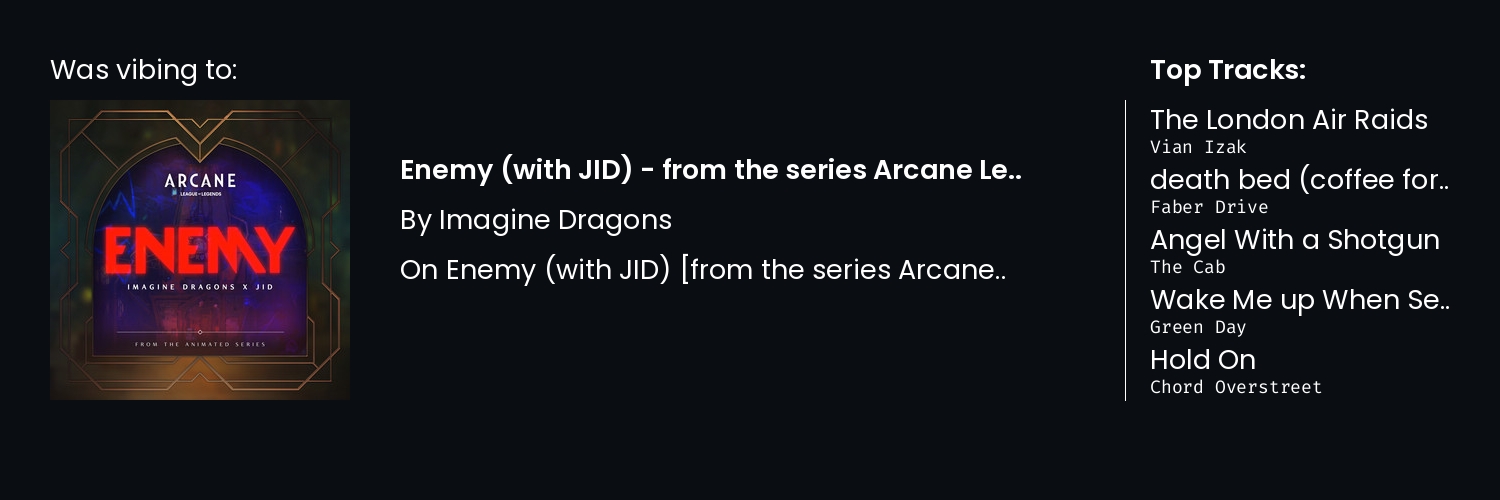 Was vibing to:
ARCANE
LEAGUE OF LEGENDS
ENEMY
IMAGINE DRAGONS X JID
FROM THE ANIMATED SERIES
Enemy (with JID) - from the series Arcane Le..
By Imagine Dragons
On Enemy (with JID) [from the series Arcane..
Top Tracks:
The London Air Raids
Vian Izak
death bed (coffee for..
Faber Drive
Angel With a Shotgun
The Cab
Wake Me up When Se..
Green Day
Hold On
Chord Overstreet